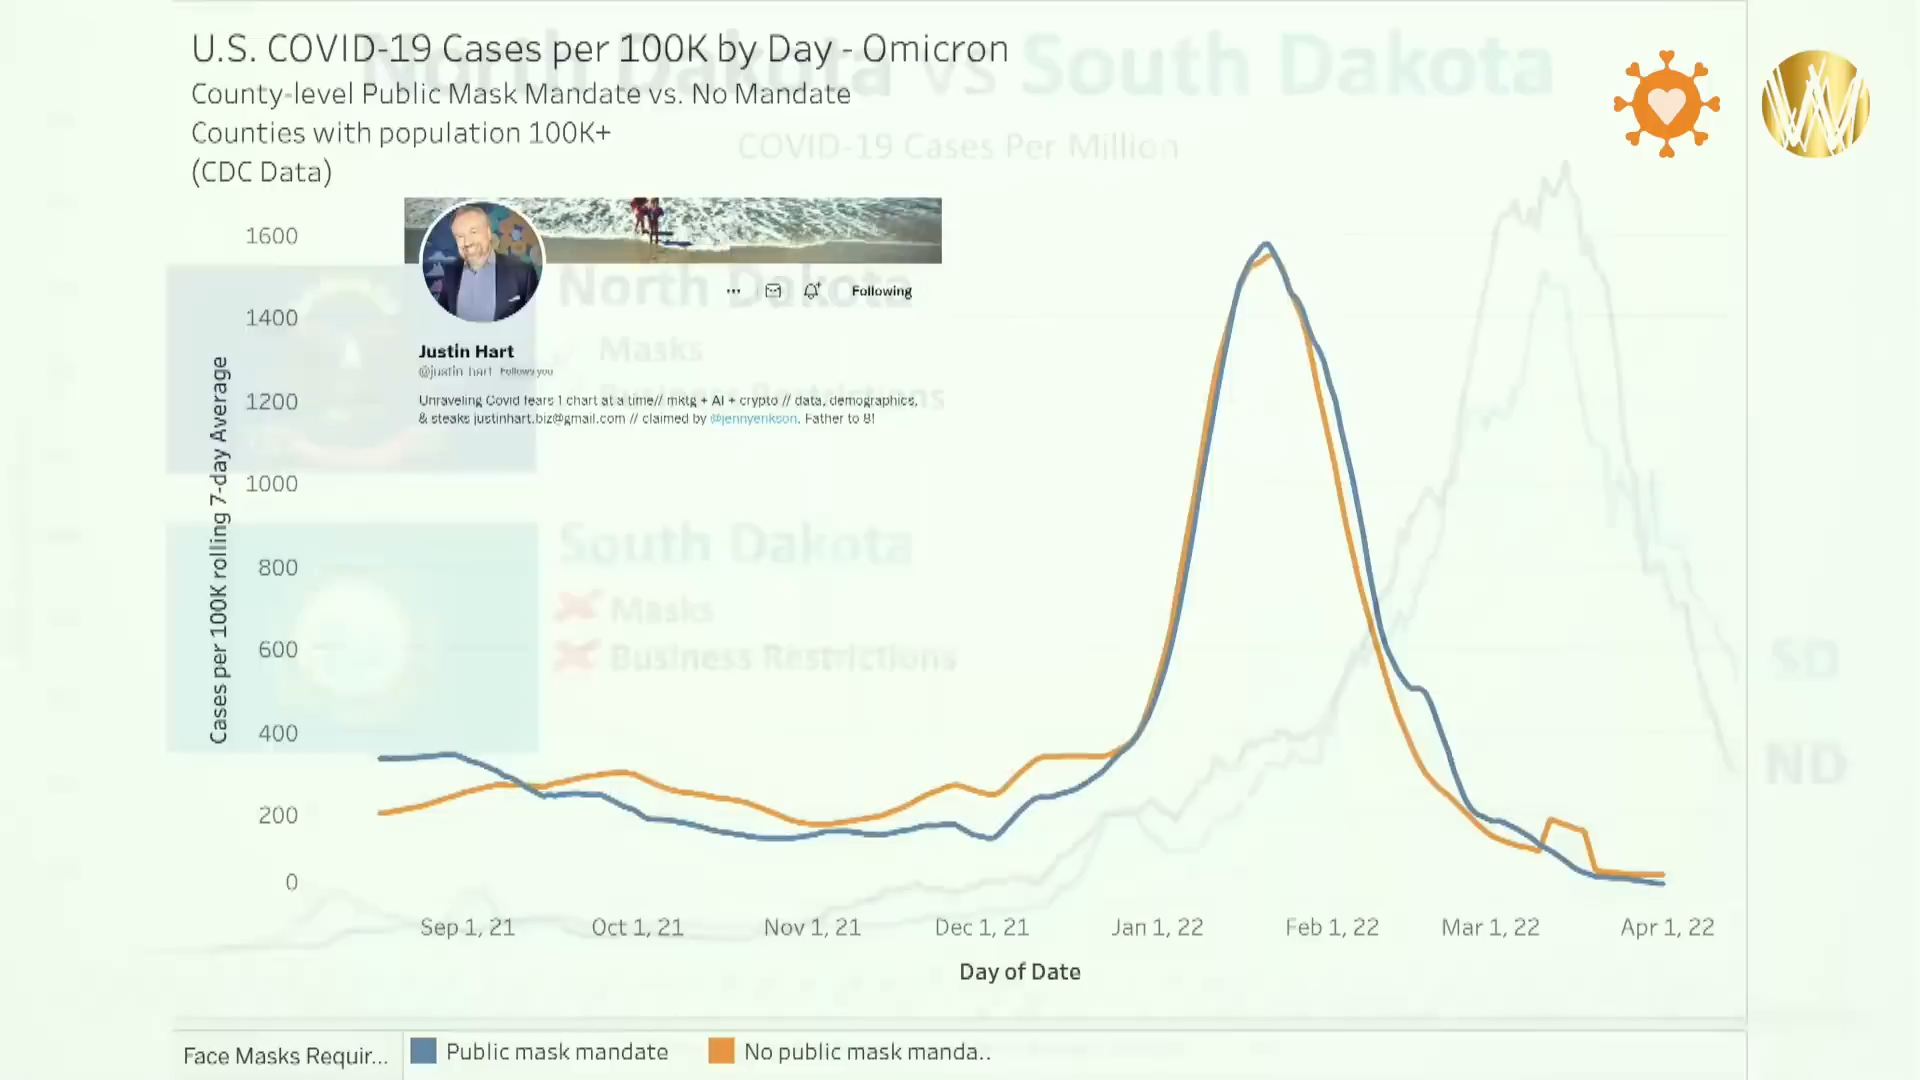 U.S. COVID-19 Cases per 100K by Day - Omicron
North Dakota vs South Dakota
County-level Public Mask Mandate vs. No Mandate
Counties with population 100K+
COVID-19 Cases Per Million
(CDC Data)
1600
1400
1200
1000
800
600
400
200
0
Cases per 100K rolling 7-day Average
North Dakota
Following
Masks
Justin Hart
@justin_hart Follows you
Business Restrictions
Unraveling Covid fears 1 chart at a time// mktg + AI + crypto // data, demographics,
& steaks justinhart.biz@gmail.com // claimed by @jennyerikson. Father to 8!
South Dakota
Masks
Business Restrictions
SD
ND
Sep 1, 21
Oct 1, 21
Nov 1, 21
Dec 1, 21
Jan 1, 22
Feb 1, 22
Mar 1, 22
Apr 1, 22
Day of Date
Face Masks Requir...
Public mask mandate
No public mask manda..